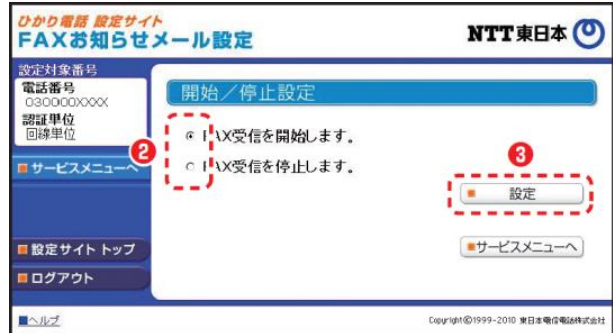 ひかり電話 設定サイト
FAXお知らせメール設定
NTT東日本
設定対象番号
電話番号
030000XXXX
認証単位
回線単位
サービスメニューへ
設定サイト トップ
ログアウト
ヘルプ
開始／停止設定
2
FAX受信を開始します。
FAX受信を停止します。
3
設定
サービスメニューへ
Copyright©1999-2010 東日本電信電話株式会社